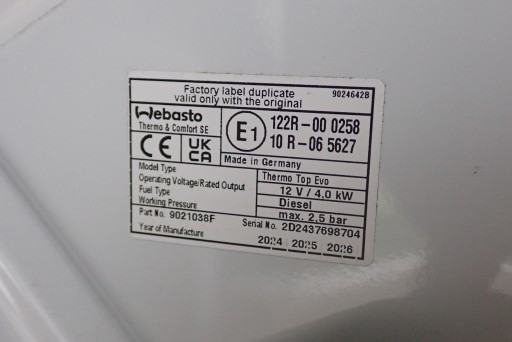 Factory label duplicate
valid only with the original
9024642B
Webasto
Thermo & Comfort SE
E1
122R-00 0258
10 R-06 5627
CE
UK
CA
Made in Germany
Model Type Thermo Top Evo
Operating Voltage/Rated Output 12 V / 4.0 kW
Fuel Type Diesel
Working Pressure max. 2,5 bar
Part No. 9021038F Serial No. 2D2437698704
Year of Manufacture 2024 2025 2026